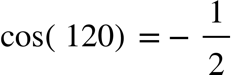 cos( 120) = − 1/2